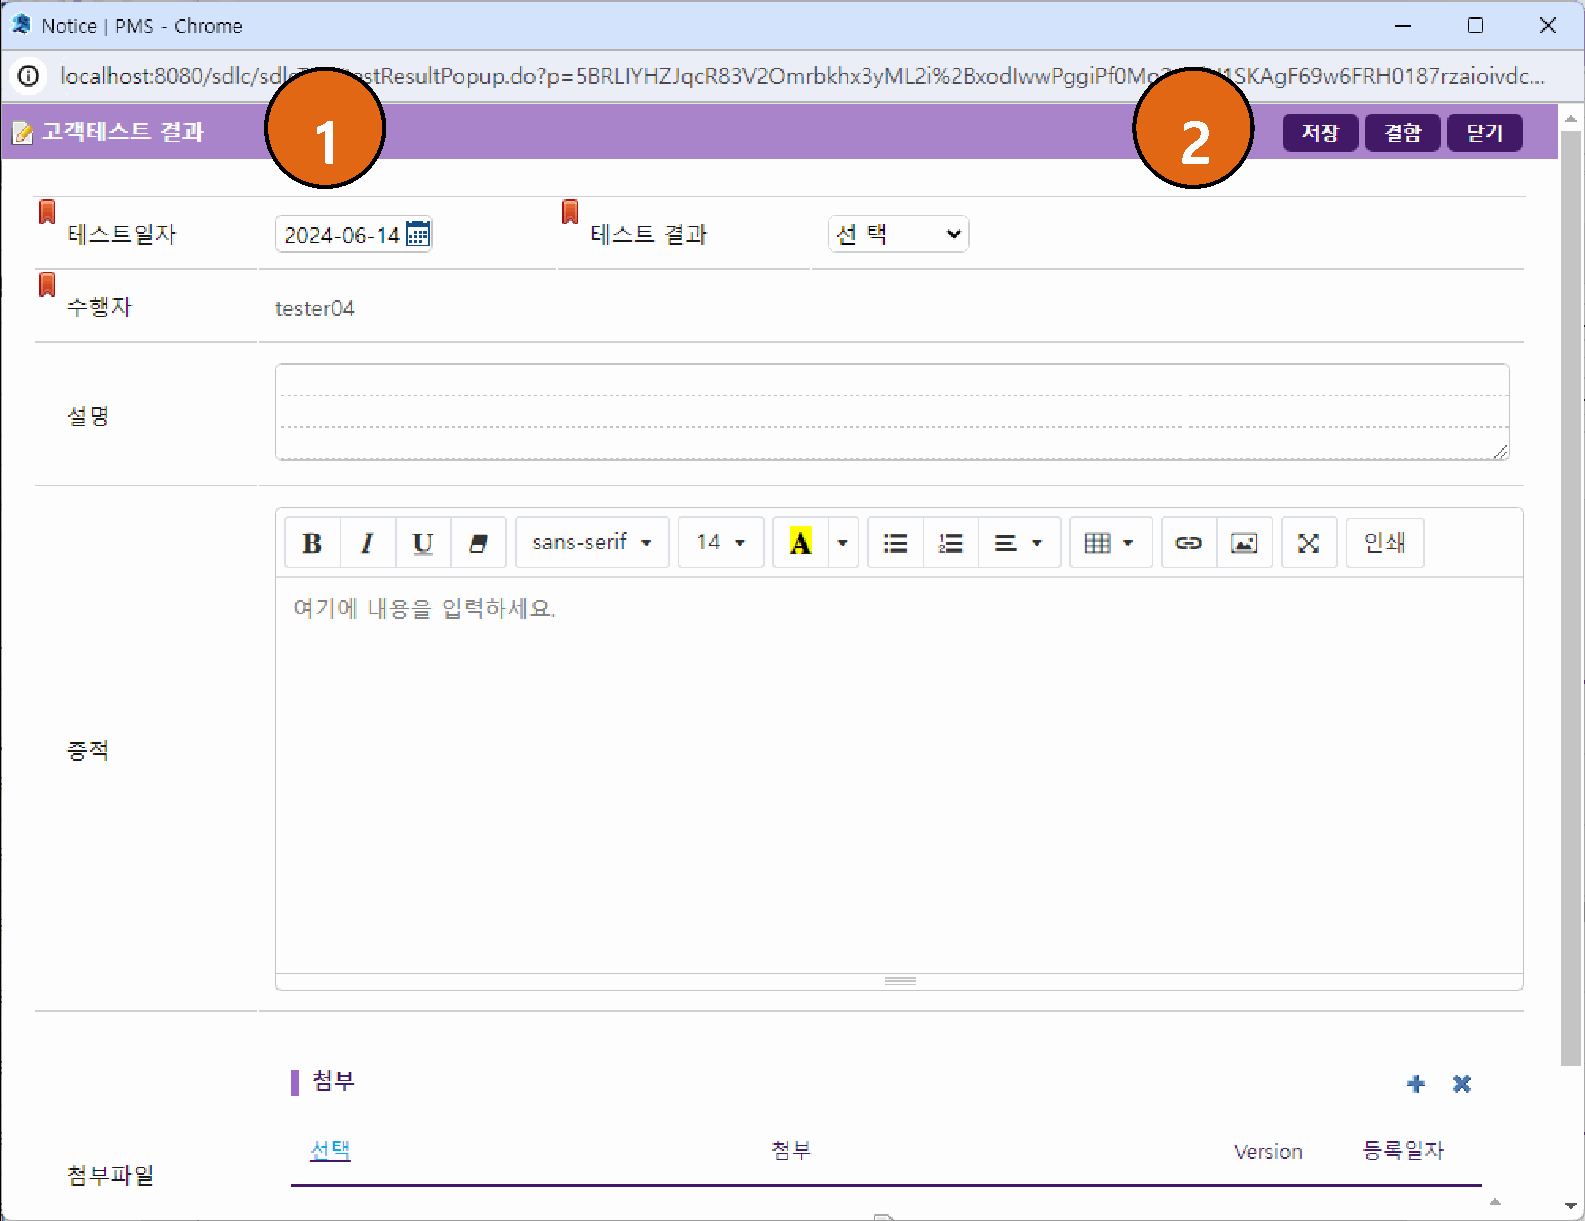 Notice | PMS - Chrome
localhost:8080/sdlc/sdlc
stResultPopup.do?p=5BRLIYHZJqcR83V2Omrbkhx3yML2i%2BxodIwwPggiPf0Mo
1SKAgF69w6FRH0187rzaioivdc...
고객테스트 결과
1
2
저장 결함 닫기
테스트일자 2024-06-14 테스트 결과 선 택
수행자 tester04
설명
B I U sans-serif 14 A 인쇄
여기에 내용을 입력하세요.
증적
첨부
선택 첨부 Version 등록일자
첨부파일